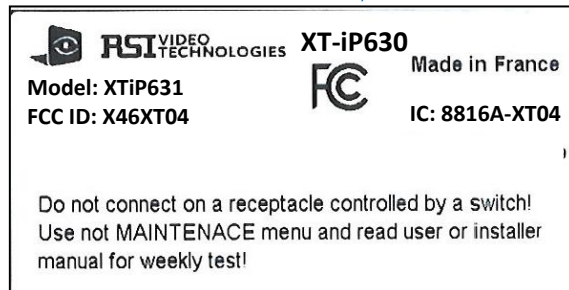 RSI VIDEO TECHNOLOGIES XT-iP630
Made in France
Model: XTiP631
FC
FCC ID: X46XT04
IC: 8816A-XT04
Do not connect on a receptacle controlled by a switch!
Use not MAINTENACE menu and read user or installer
manual for weekly test!